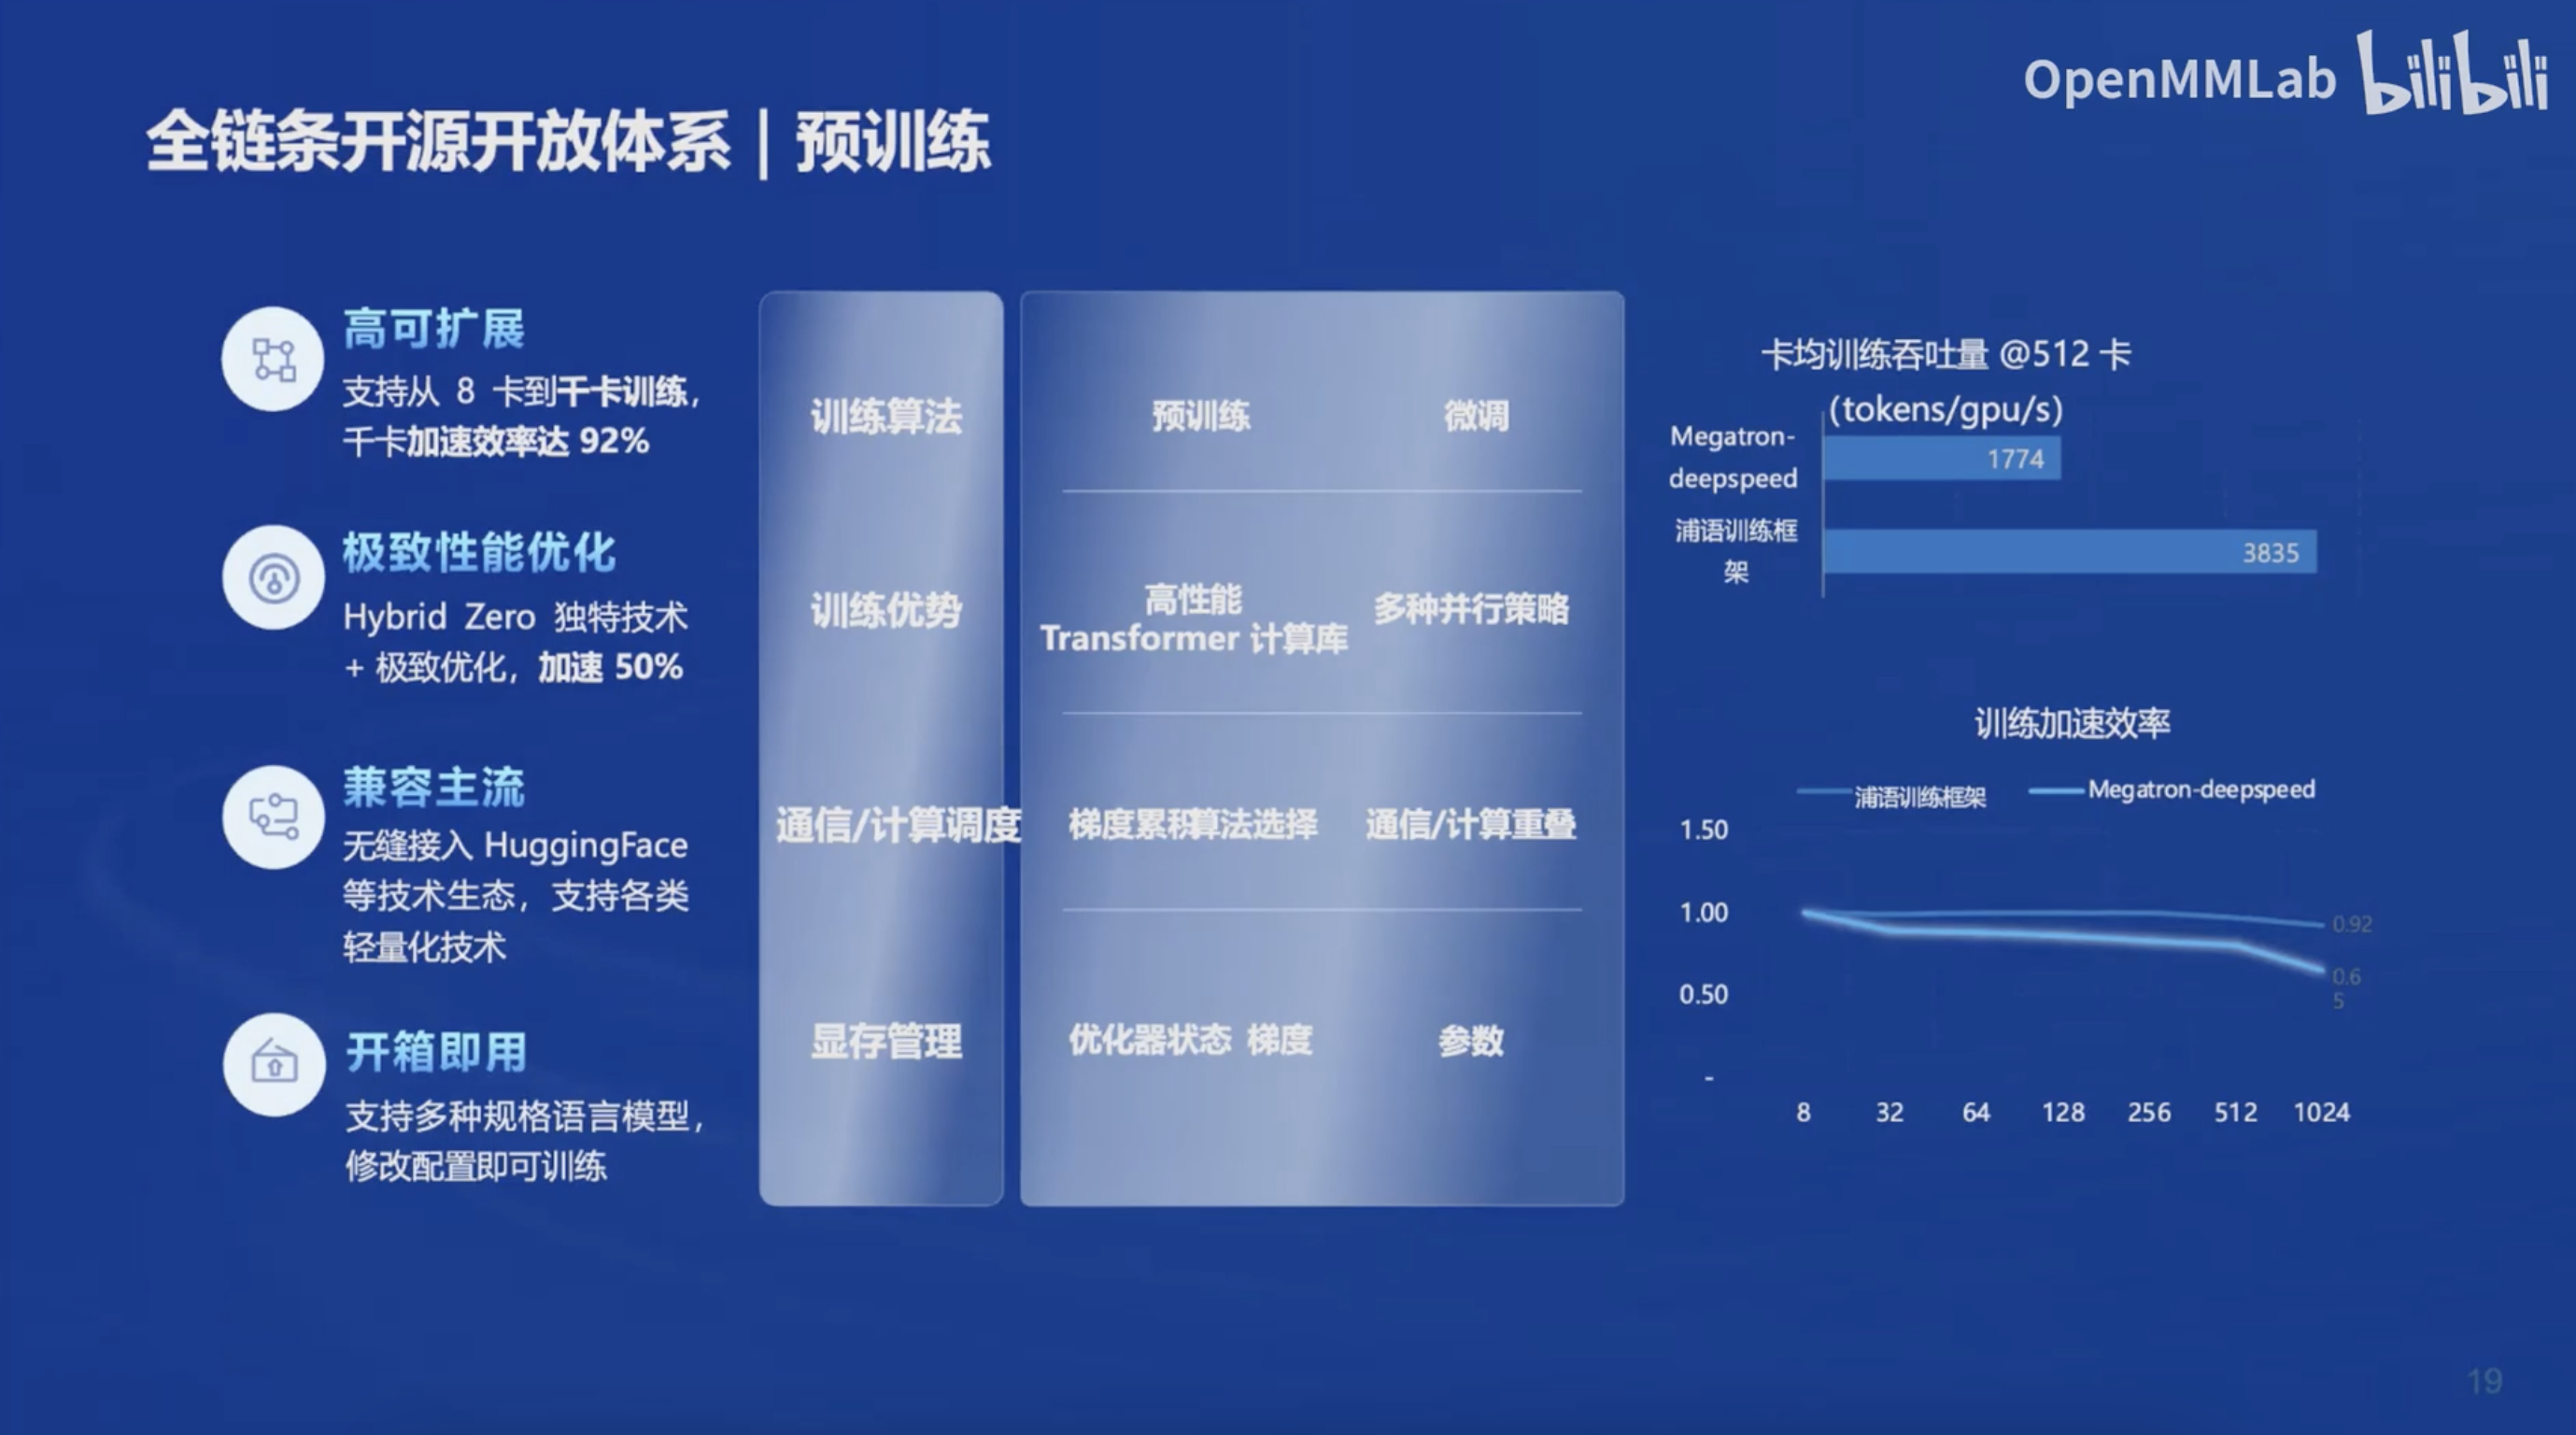 OpenMMLab bilibili
全链条开源开放体系 | 预训练
高可扩展
支持从 8 卡到千卡训练,
千卡加速效率达 92%
极致性能优化
Hybrid Zero 独特技术
+ 极致优化，加速 50%
兼容主流
无缝接入 HuggingFace
等技术生态，支持各类
轻量化技术
开箱即用
支持多种规格语言模型,
修改配置即可训练
训练算法
预训练 微调
训练优势
高性能
Transformer 计算库
多种并行策略
通信/计算调度
梯度累积算法选择 通信/计算重叠
显存管理
优化器状态 梯度 参数
卡均训练吞吐量 @512 卡
(tokens/gpu/s)
Megatron-
deepspeed
1774
浦语训练框
架
3835
训练加速效率
浦语训练框架 Megatron-deepspeed
1.50
1.00
0.50
-
0.92
0.6
5
8 32 64 128 256 512 1024
19